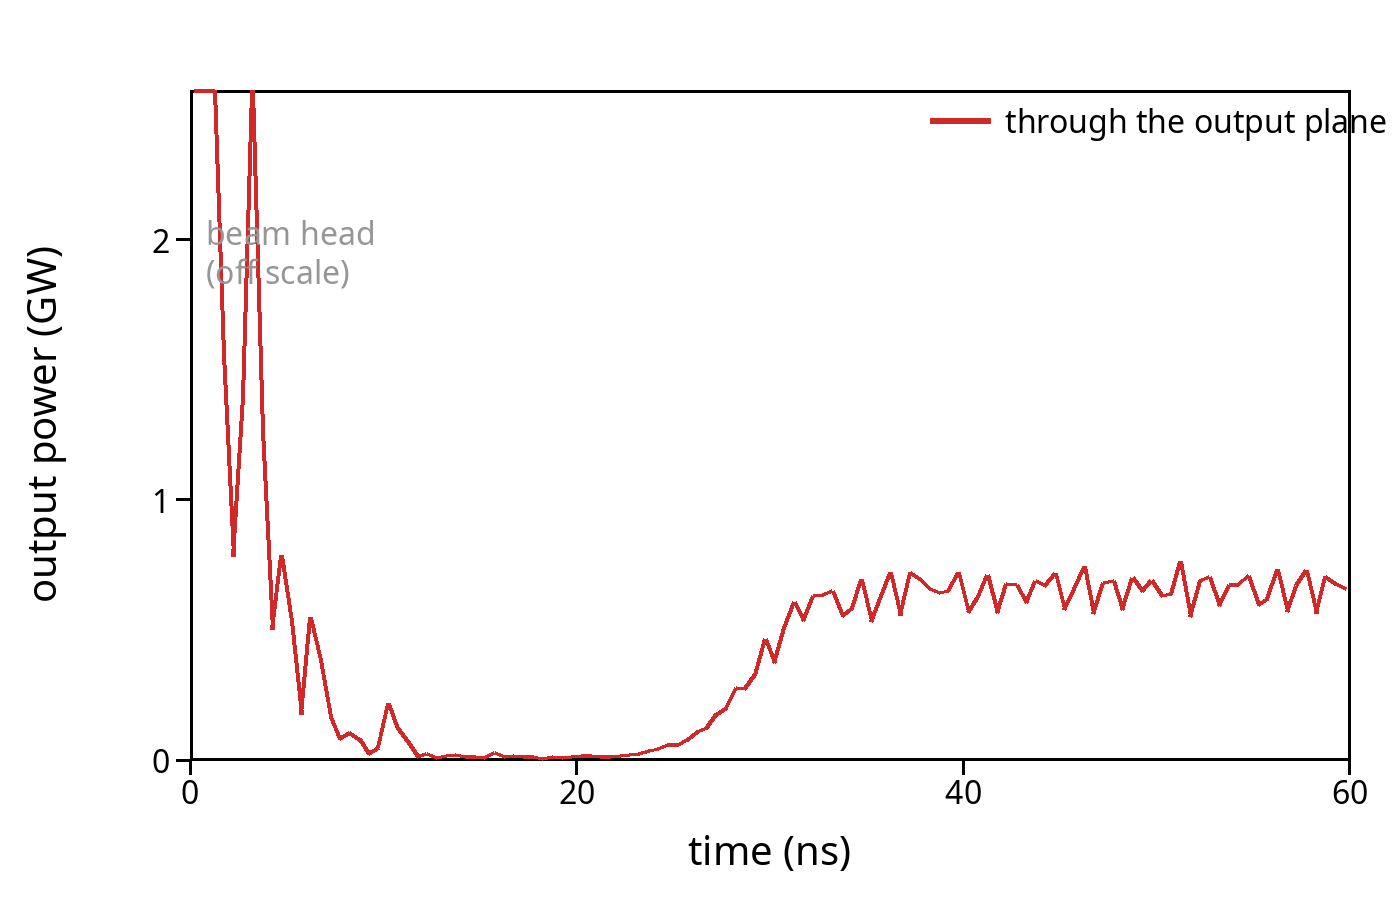 through the output plane
beam head
(off scale)
2
1
0
output power (GW)
0 20 40 60
time (ns)